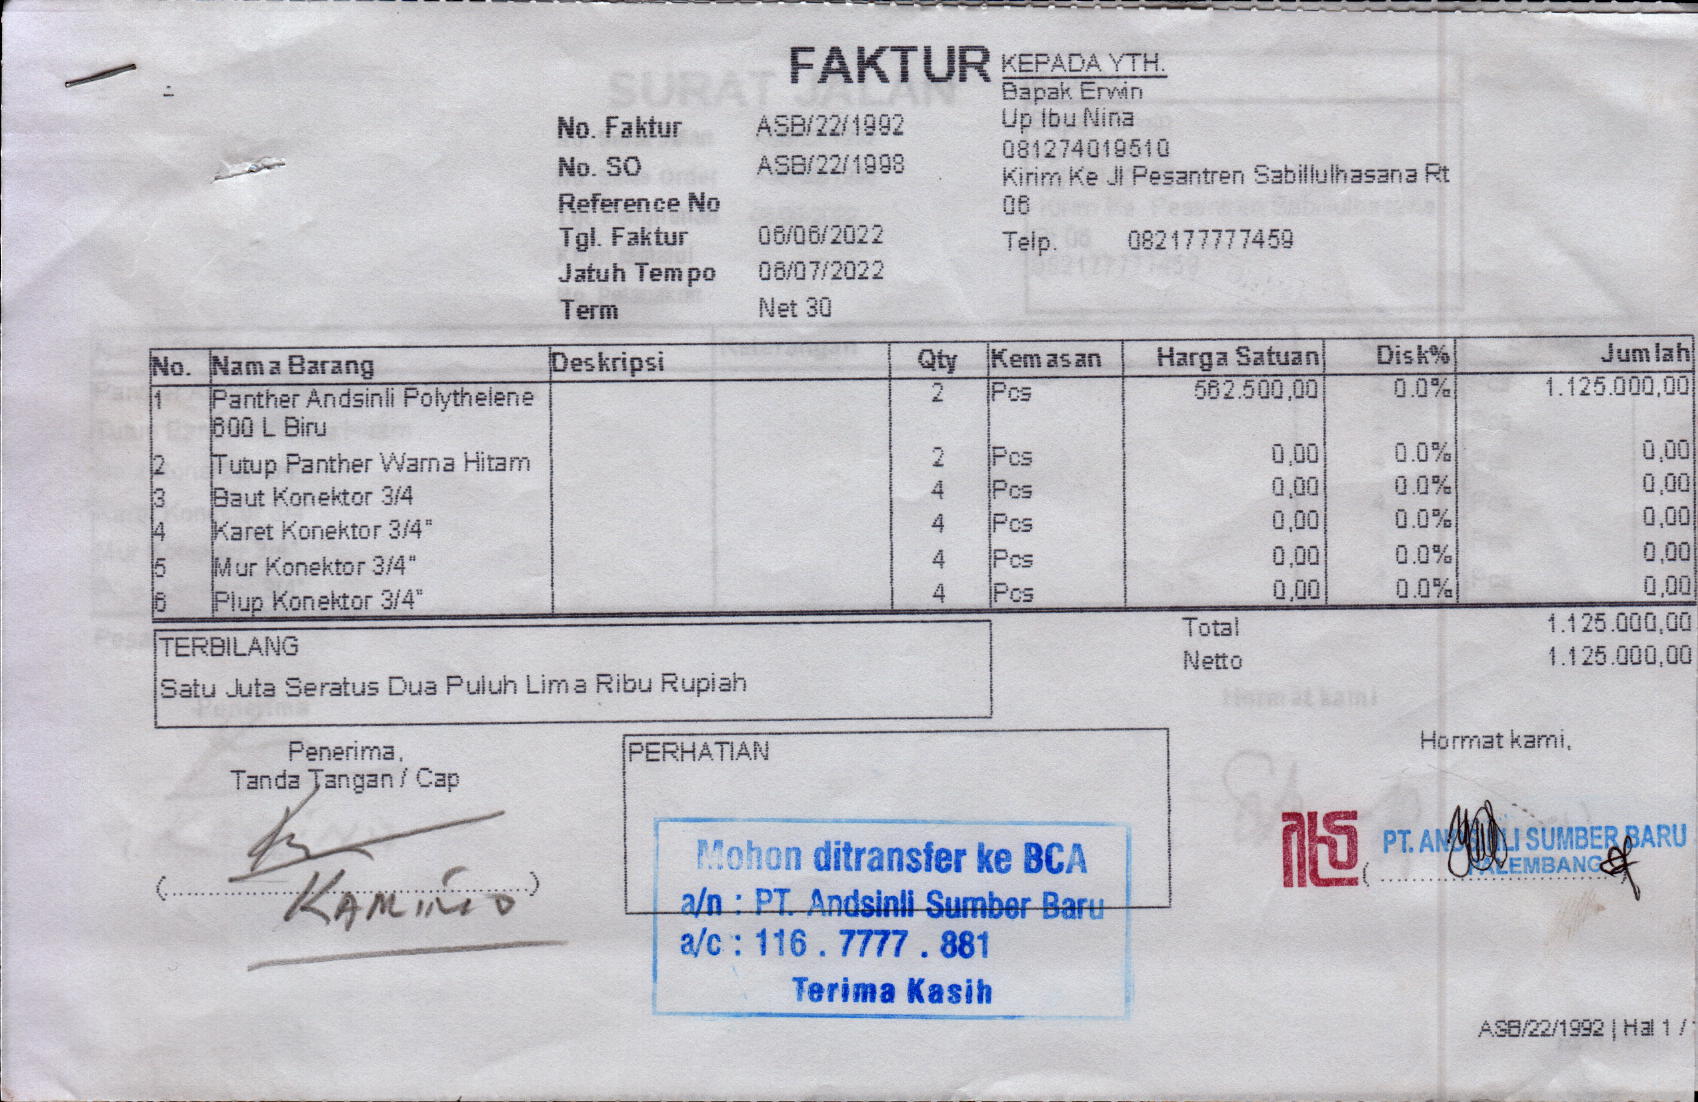 FAKTUR
KEPADA YTH.
Bapak Erwin
Up Ibu Nina
081274019510
Kirim Ke Jl Pesantren Sabillulhasana Rt
06
Telp. 082177777459
No. Faktur ASB/22/1992
No. SO ASB/22/1998
Reference No
Tgl. Faktur 06/06/2022
Jatuh Tempo 06/07/2022
Term Net 30
No. Nama Barang Deskripsi Qty Kemasan Harga Satuan Disk% Jumlah
1 Panther Andsinli Polythelene 2 Pcs 562.500,00 0.0% 1.125.000,00
600 L Biru
2 Tutup Panther Warna Hitam 2 Pcs 0,00 0.0% 0,00
3 Baut Konektor 3/4 4 Pcs 0,00 0.0% 0,00
4 Karet Konektor 3/4" 4 Pcs 0,00 0.0% 0,00
5 Mur Konektor 3/4" 4 Pcs 0,00 0.0% 0,00
6 Plup Konektor 3/4" 4 Pcs 0,00 0.0% 0,00
Total 1.125.000,00
Netto 1.125.000,00
TERBILANG
Satu Juta Seratus Dua Puluh Lima Ribu Rupiah
Penerima,
Tanda Tangan / Cap
(..............................)
KAMINO
PERHATIAN
Mohon ditransfer ke BCA
a/n : PT. Andsinli Sumber Baru
a/c : 116 . 7777 . 881
Terima Kasih
Hormat kami,
PT. ANDSINLI SUMBER BARU
PALEMBANG
ASB/22/1992 | Hal 1 /